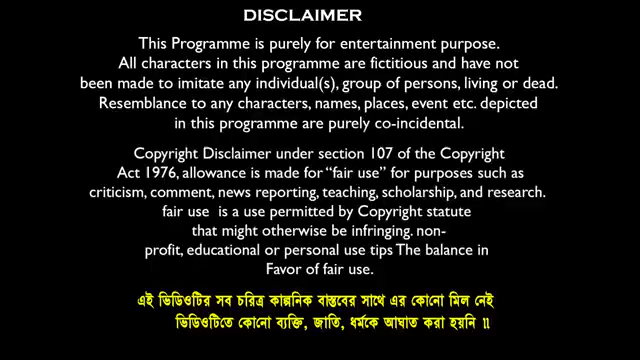 DISCLAIMER
This Programme is purely for entertainment purpose.
All characters in this programme are fictitious and have not
been made to imitate any individual(s), group of persons, living or dead.
Resemblance to any characters, names, places, event etc. depicted
in this programme are purely co-incidental.
Copyright Disclaimer under section 107 of the Copyright
Act 1976, allowance is made for “fair use” for purposes such as
criticism, comment, news reporting, teaching, scholarship, and research.
fair use is a use permitted by Copyright statute
that might otherwise be infringing. non-
profit, educational or personal use tips The balance in
Favor of fair use.
এই ভিডিওটির সব চরিত্র কাল্পনিক বাস্তবের সাথে এর কোনো মিল নেই
ভিডিওটিতে কোনো ব্যক্তি, জাতি, ধর্মকে আঘাত করা হয়নি ॥